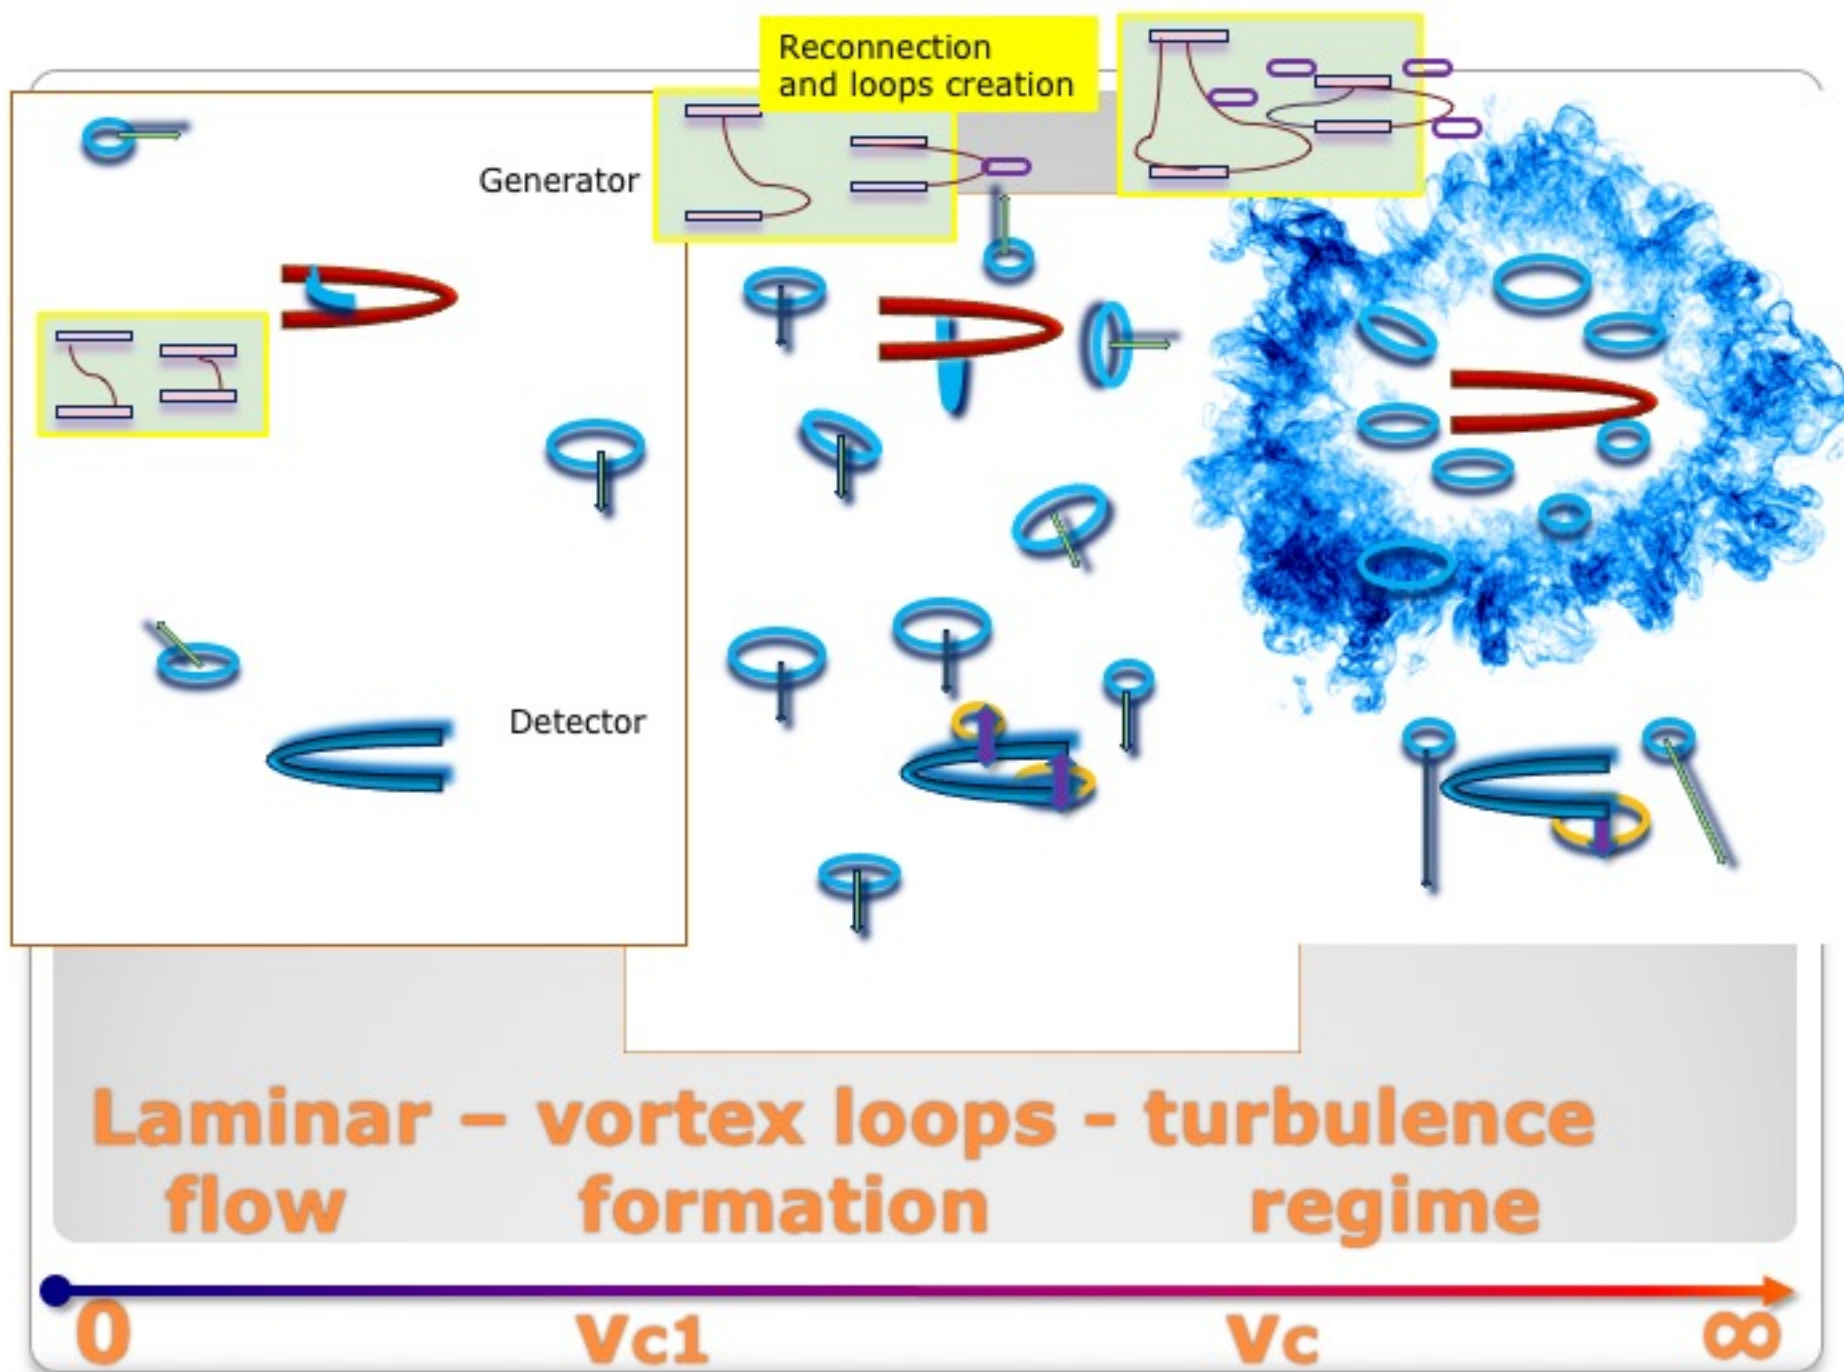 Reconnection
and loops creation
Generator
Detector
Laminar – vortex loops - turbulence
flow formation regime
0 Vc1 Vc ∞